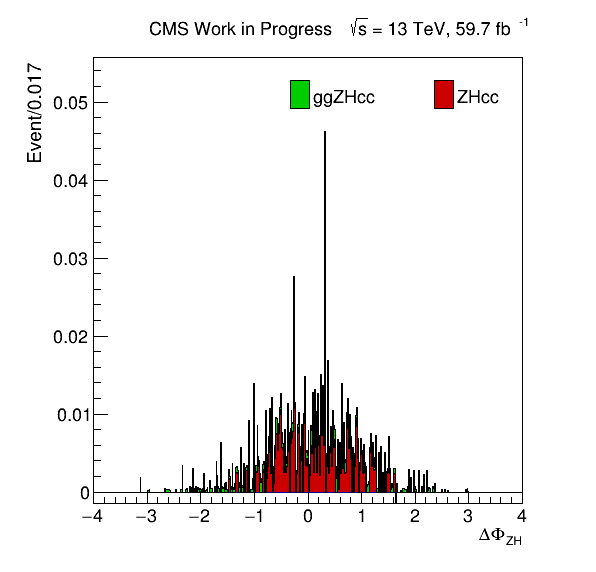 CMS Work in Progress √s = 13 TeV, 59.7 fb⁻¹
Event/0.017
ggZHcc ZHcc
0.05
0.04
0.03
0.02
0.01
0
−4 −3 −2 −1 0 1 2 3 4
ΔΦ_ZH